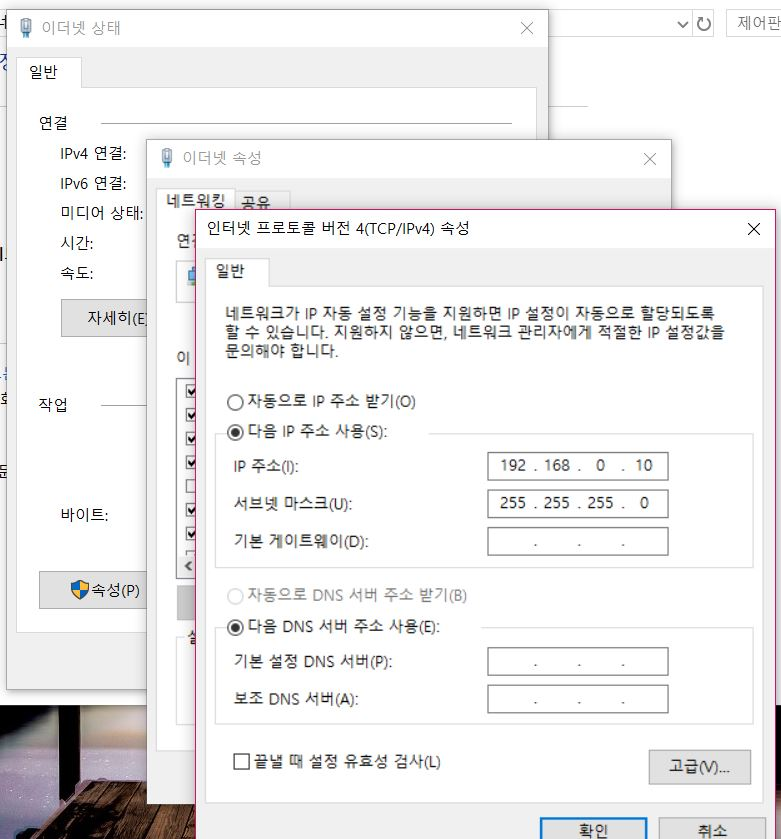 이더넷 상태
제어판
일반
연결
IPv4 연결:
IPv6 연결:
미디어 상태:
시간:
속도:
자세히(E)
작업
바이트:
속성(P)
이더넷 속성
네트워킹
공유
이
인터넷 프로토콜 버전 4(TCP/IPv4) 속성
일반
네트워크가 IP 자동 설정 기능을 지원하면 IP 설정이 자동으로 할당되도록
할 수 있습니다. 지원하지 않으면, 네트워크 관리자에게 적절한 IP 설정값을
문의해야 합니다.
자동으로 IP 주소 받기(O)
다음 IP 주소 사용(S):
IP 주소(I): 192 . 168 . 0 . 10
서브넷 마스크(U): 255 . 255 . 255 . 0
기본 게이트웨이(D): . . .
자동으로 DNS 서버 주소 받기(B)
다음 DNS 서버 주소 사용(E):
기본 설정 DNS 서버(P): . . .
보조 DNS 서버(A): . . .
끝낼 때 설정 유효성 검사(L)
고급(V)...
확인 취소